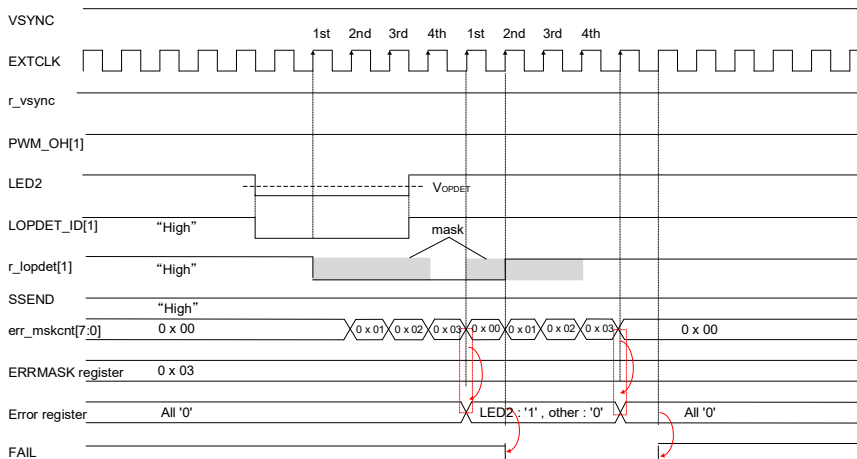 VSYNC
1st 2nd 3rd 4th 1st 2nd 3rd 4th
EXTCLK
r_vsync
PWM_OH[1]
LED2
VOPDET
LOPDET_ID[1] “High”
mask
r_lopdet[1] “High”
SSEND
“High”
err_mskcnt[7:0] 0 x 00 0 x 01 0 x 02 0 x 03 0 x 00 0 x 01 0 x 02 0 x 03 0 x 00
ERRMASK register 0 x 03
Error register All '0' LED2 : '1' , other : '0' All '0'
FAIL